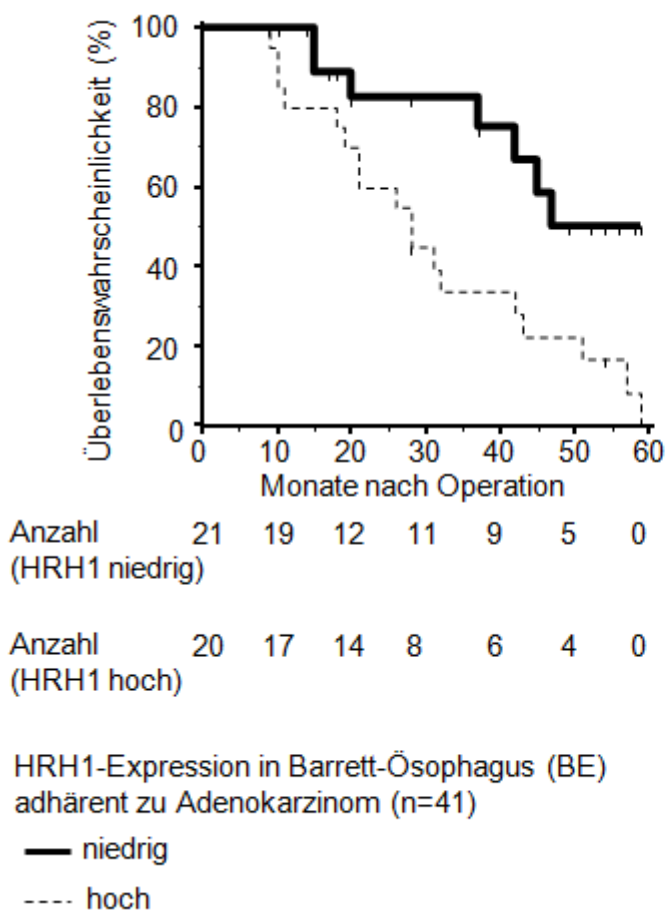 Überlebenswahrscheinlichkeit (%)
100
80
60
40
20
0
0 10 20 30 40 50 60
Monate nach Operation
Anzahl 21 19 12 11 9 5 0
(HRH1 niedrig)
Anzahl 20 17 14 8 6 4 0
(HRH1 hoch)
HRH1-Expression in Barrett-Ösophagus (BE)
adhärent zu Adenokarzinom (n=41)
niedrig
hoch